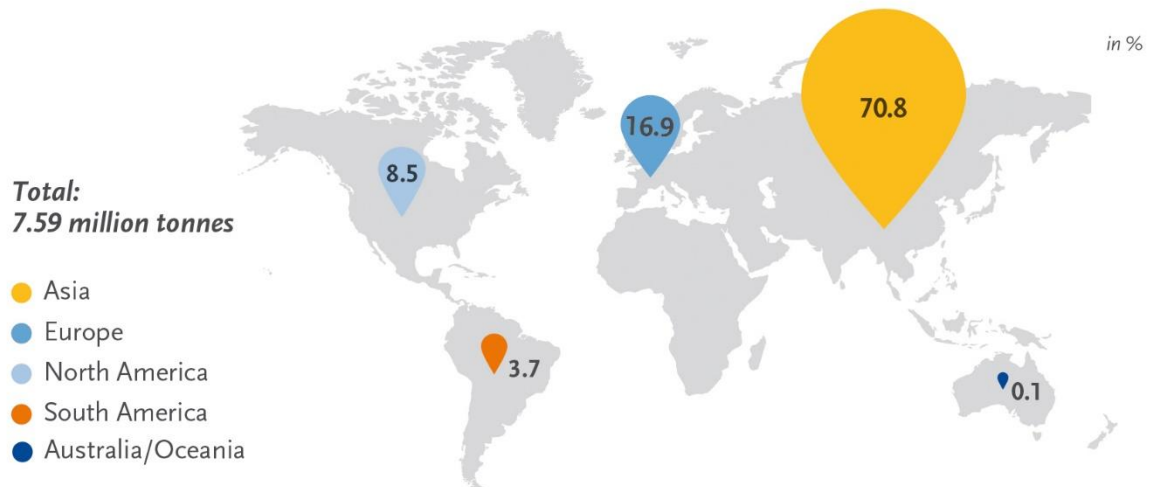 in %
70.8
16.9
8.5
Total:
7.59 million tonnes
Asia
Europe
North America
South America
Australia/Oceania
3.7
0.1